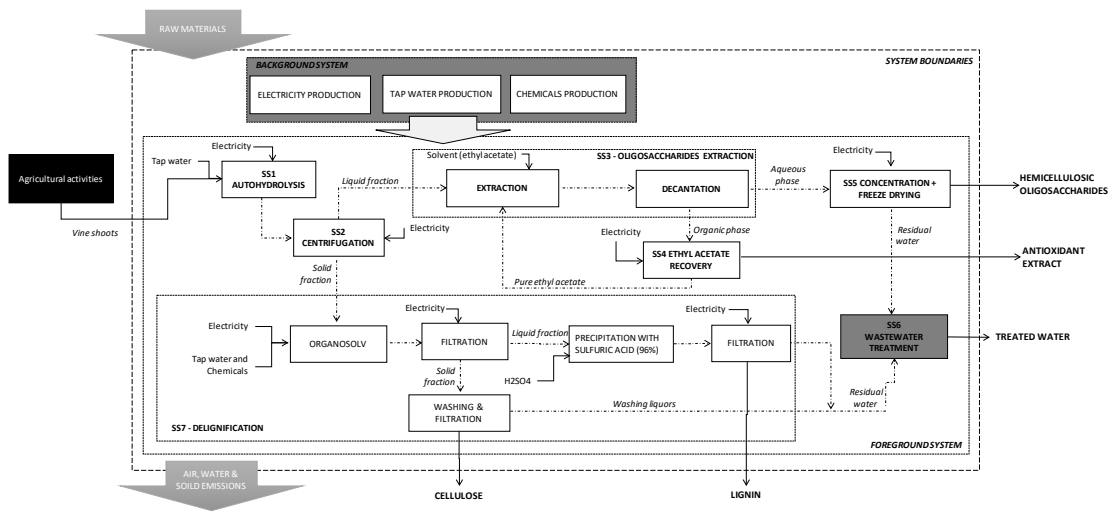 RAW MATERIALS
BACKGROUND SYSTEM
SYSTEM BOUNDARIES
ELECTRICITY PRODUCTION
TAP WATER PRODUCTION
CHEMICALS PRODUCTION
Agricultural activities
Vine shoots
Tap water
Electricity
SS1
AUTOHYDROLYSIS
Liquid fraction
SS2
CENTRIFUGATION
Electricity
Solid
fraction
Solvent (ethyl acetate)
SS3 - OLIGOSACCHARIDES EXTRACTION
EXTRACTION
DECANTATION
Aqueous
phase
Electricity
SS5 CONCENTRATION +
FREEZE DRYING
HEMICELLULOSIC
OLIGOSACCHARIDES
Organic phase
Electricity
SS4 ETHYL ACETATE
RECOVERY
Pure ethyl acetate
Residual
water
ANTIOXIDANT
EXTRACT
Electricity
Tap water and
Chemicals
ORGANOSOLV
Electricity
FILTRATION
Liquid fraction
Solid
fraction
H2SO4
PRECIPITATION WITH
SULFURIC ACID (96%)
Electricity
FILTRATION
SS6
WASTEWATER
TREATMENT
TREATED WATER
WASHING &
FILTRATION
Washing liquors
Residual
water
SS7 - DELIGNIFICATION
FOREGROUND SYSTEM
AIR, WATER &
SOILD EMISSIONS
CELLULOSE
LIGNIN